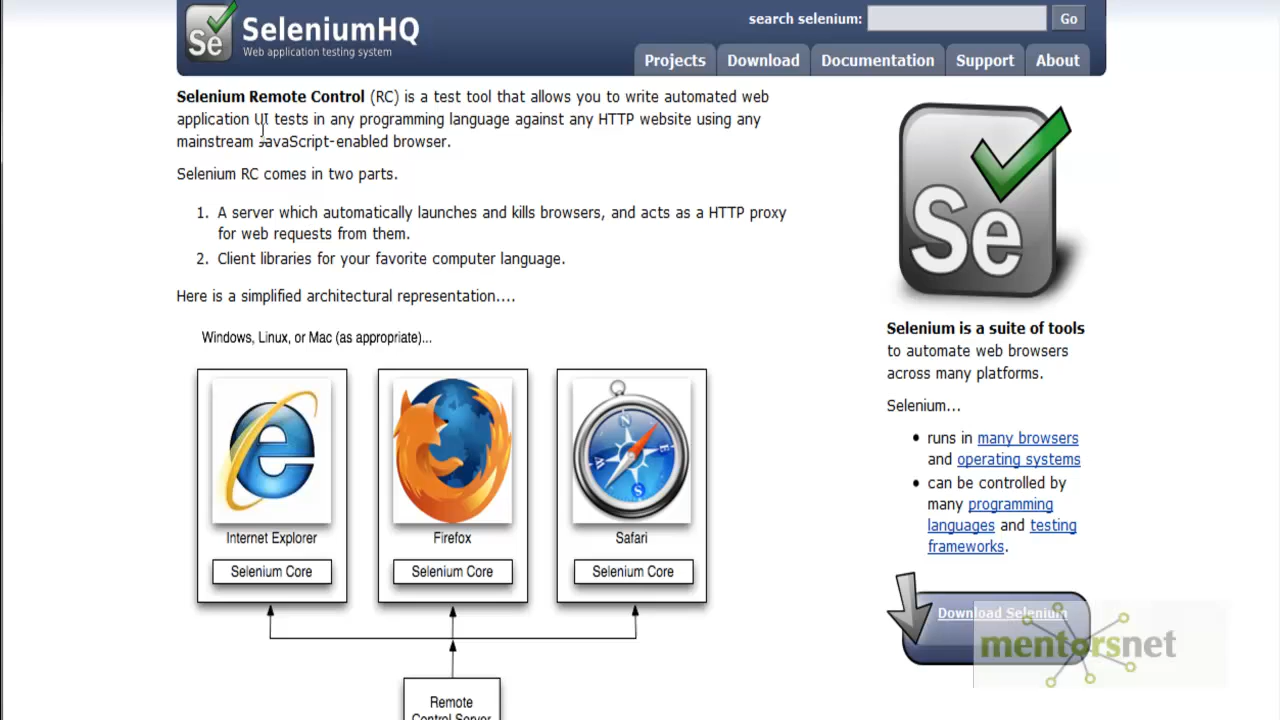 SeleniumHQ
Web application testing system
search selenium:
Go
Projects
Download
Documentation
Support
About
Selenium Remote Control (RC) is a test tool that allows you to write automated web
application UI tests in any programming language against any HTTP website using any
mainstream JavaScript-enabled browser.
Selenium RC comes in two parts.
1. A server which automatically launches and kills browsers, and acts as a HTTP proxy
for web requests from them.
2. Client libraries for your favorite computer language.
Here is a simplified architectural representation....
Windows, Linux, or Mac (as appropriate)...
Internet Explorer
Firefox
Safari
Selenium Core
Selenium Core
Selenium Core
Remote
Control Server
Se
Se
Selenium is a suite of tools
to automate web browsers
across many platforms.
Selenium...
• runs in many browsers
and operating systems
• can be controlled by
many programming
languages and testing
frameworks.
Download Selenium
mentorsnet